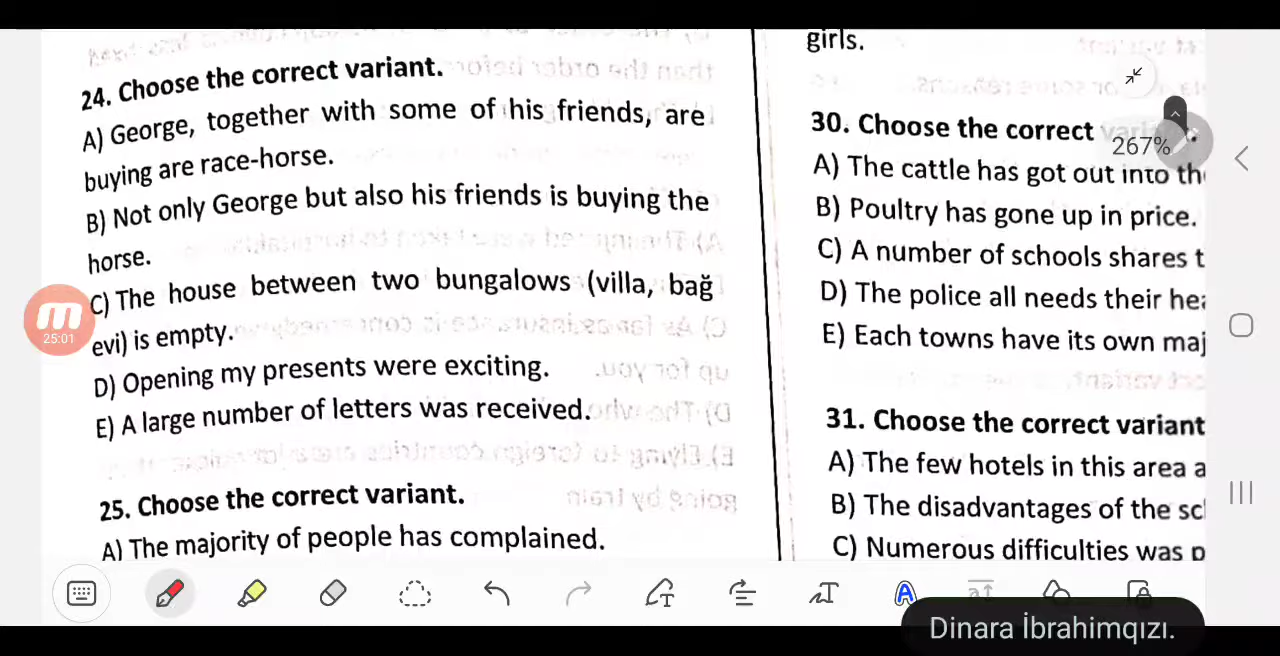 24. Choose the correct variant.
A) George, together with some of his friends, are
buying are race-horse.
B) Not only George but also his friends is buying the
horse.
C) The house between two bungalows (villa, bağ
evi) is empty.
D) Opening my presents were exciting.
E) A large number of letters was received.
25. Choose the correct variant.
A) The majority of people has complained.
girls.
30. Choose the correct
A) The cattle has got out into
B) Poultry has gone up in price.
C) A number of schools shares
D) The police all needs their
E) Each towns have its own
31. Choose the correct variant
A) The few hotels in this area
B) The disadvantages of the
C) Numerous difficulties was
267%
25:01
Dinara İbrahimqızı.